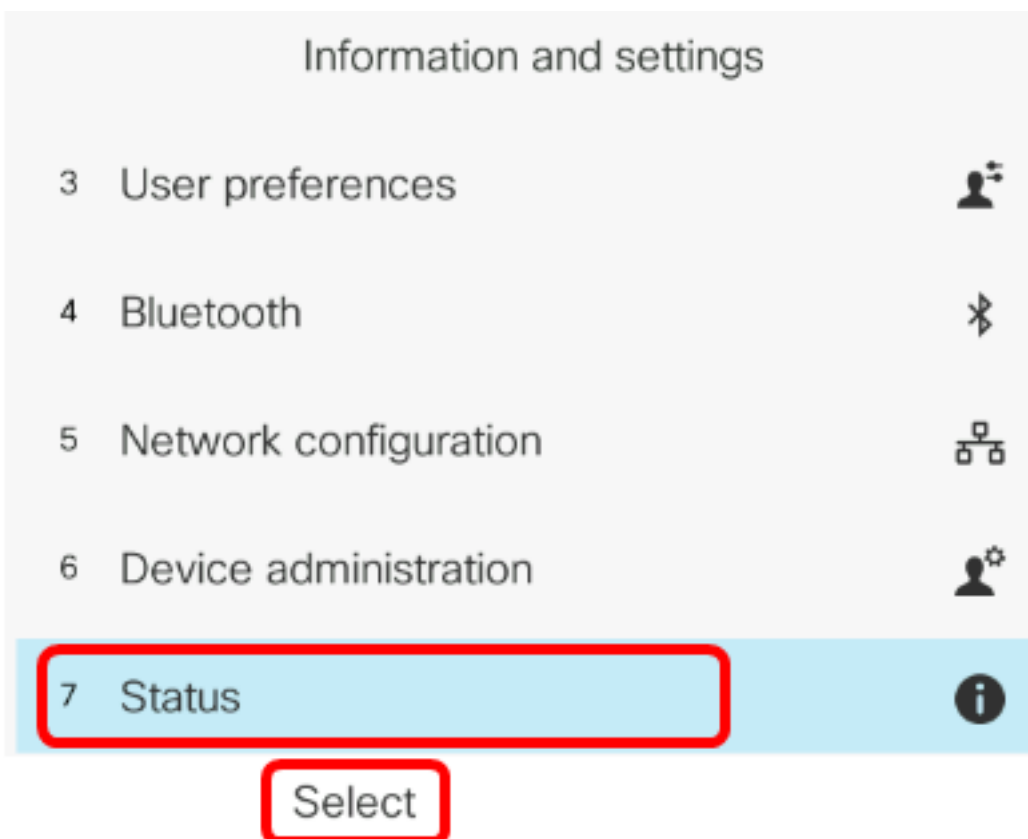 Information and settings
3 User preferences
4 Bluetooth
5 Network configuration
6 Device administration
7 Status
Select